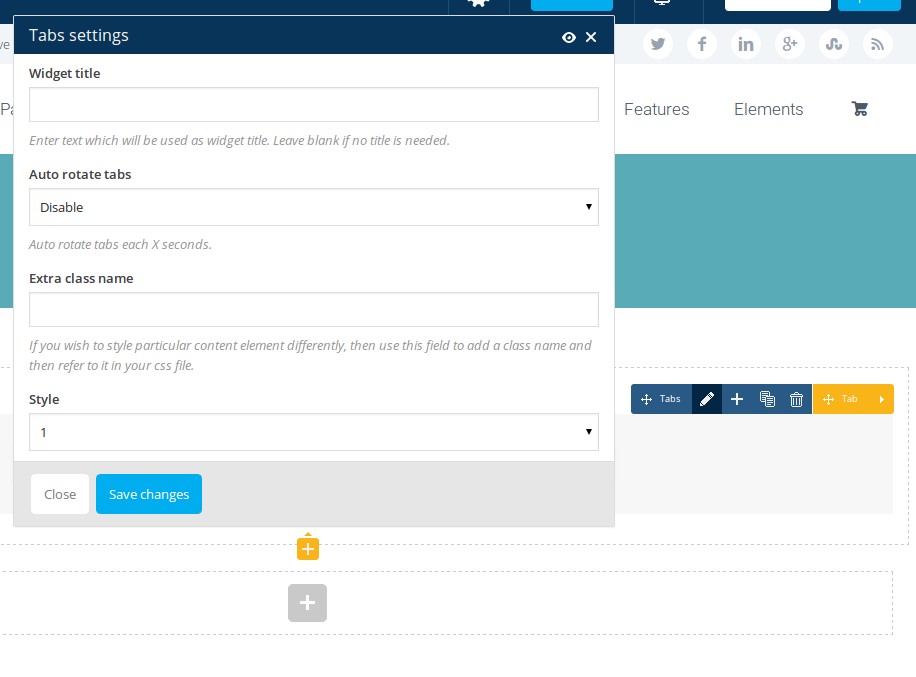 Tabs settings
Widget title
Enter text which will be used as widget title. Leave blank if no title is needed.
Auto rotate tabs
Disable
Auto rotate tabs each X seconds.
Extra class name
If you wish to style particular content element differently, then use this field to add a class name and
then refer to it in your css file.
Style
1
Close
Save changes
Features
Elements
Tabs
Tab